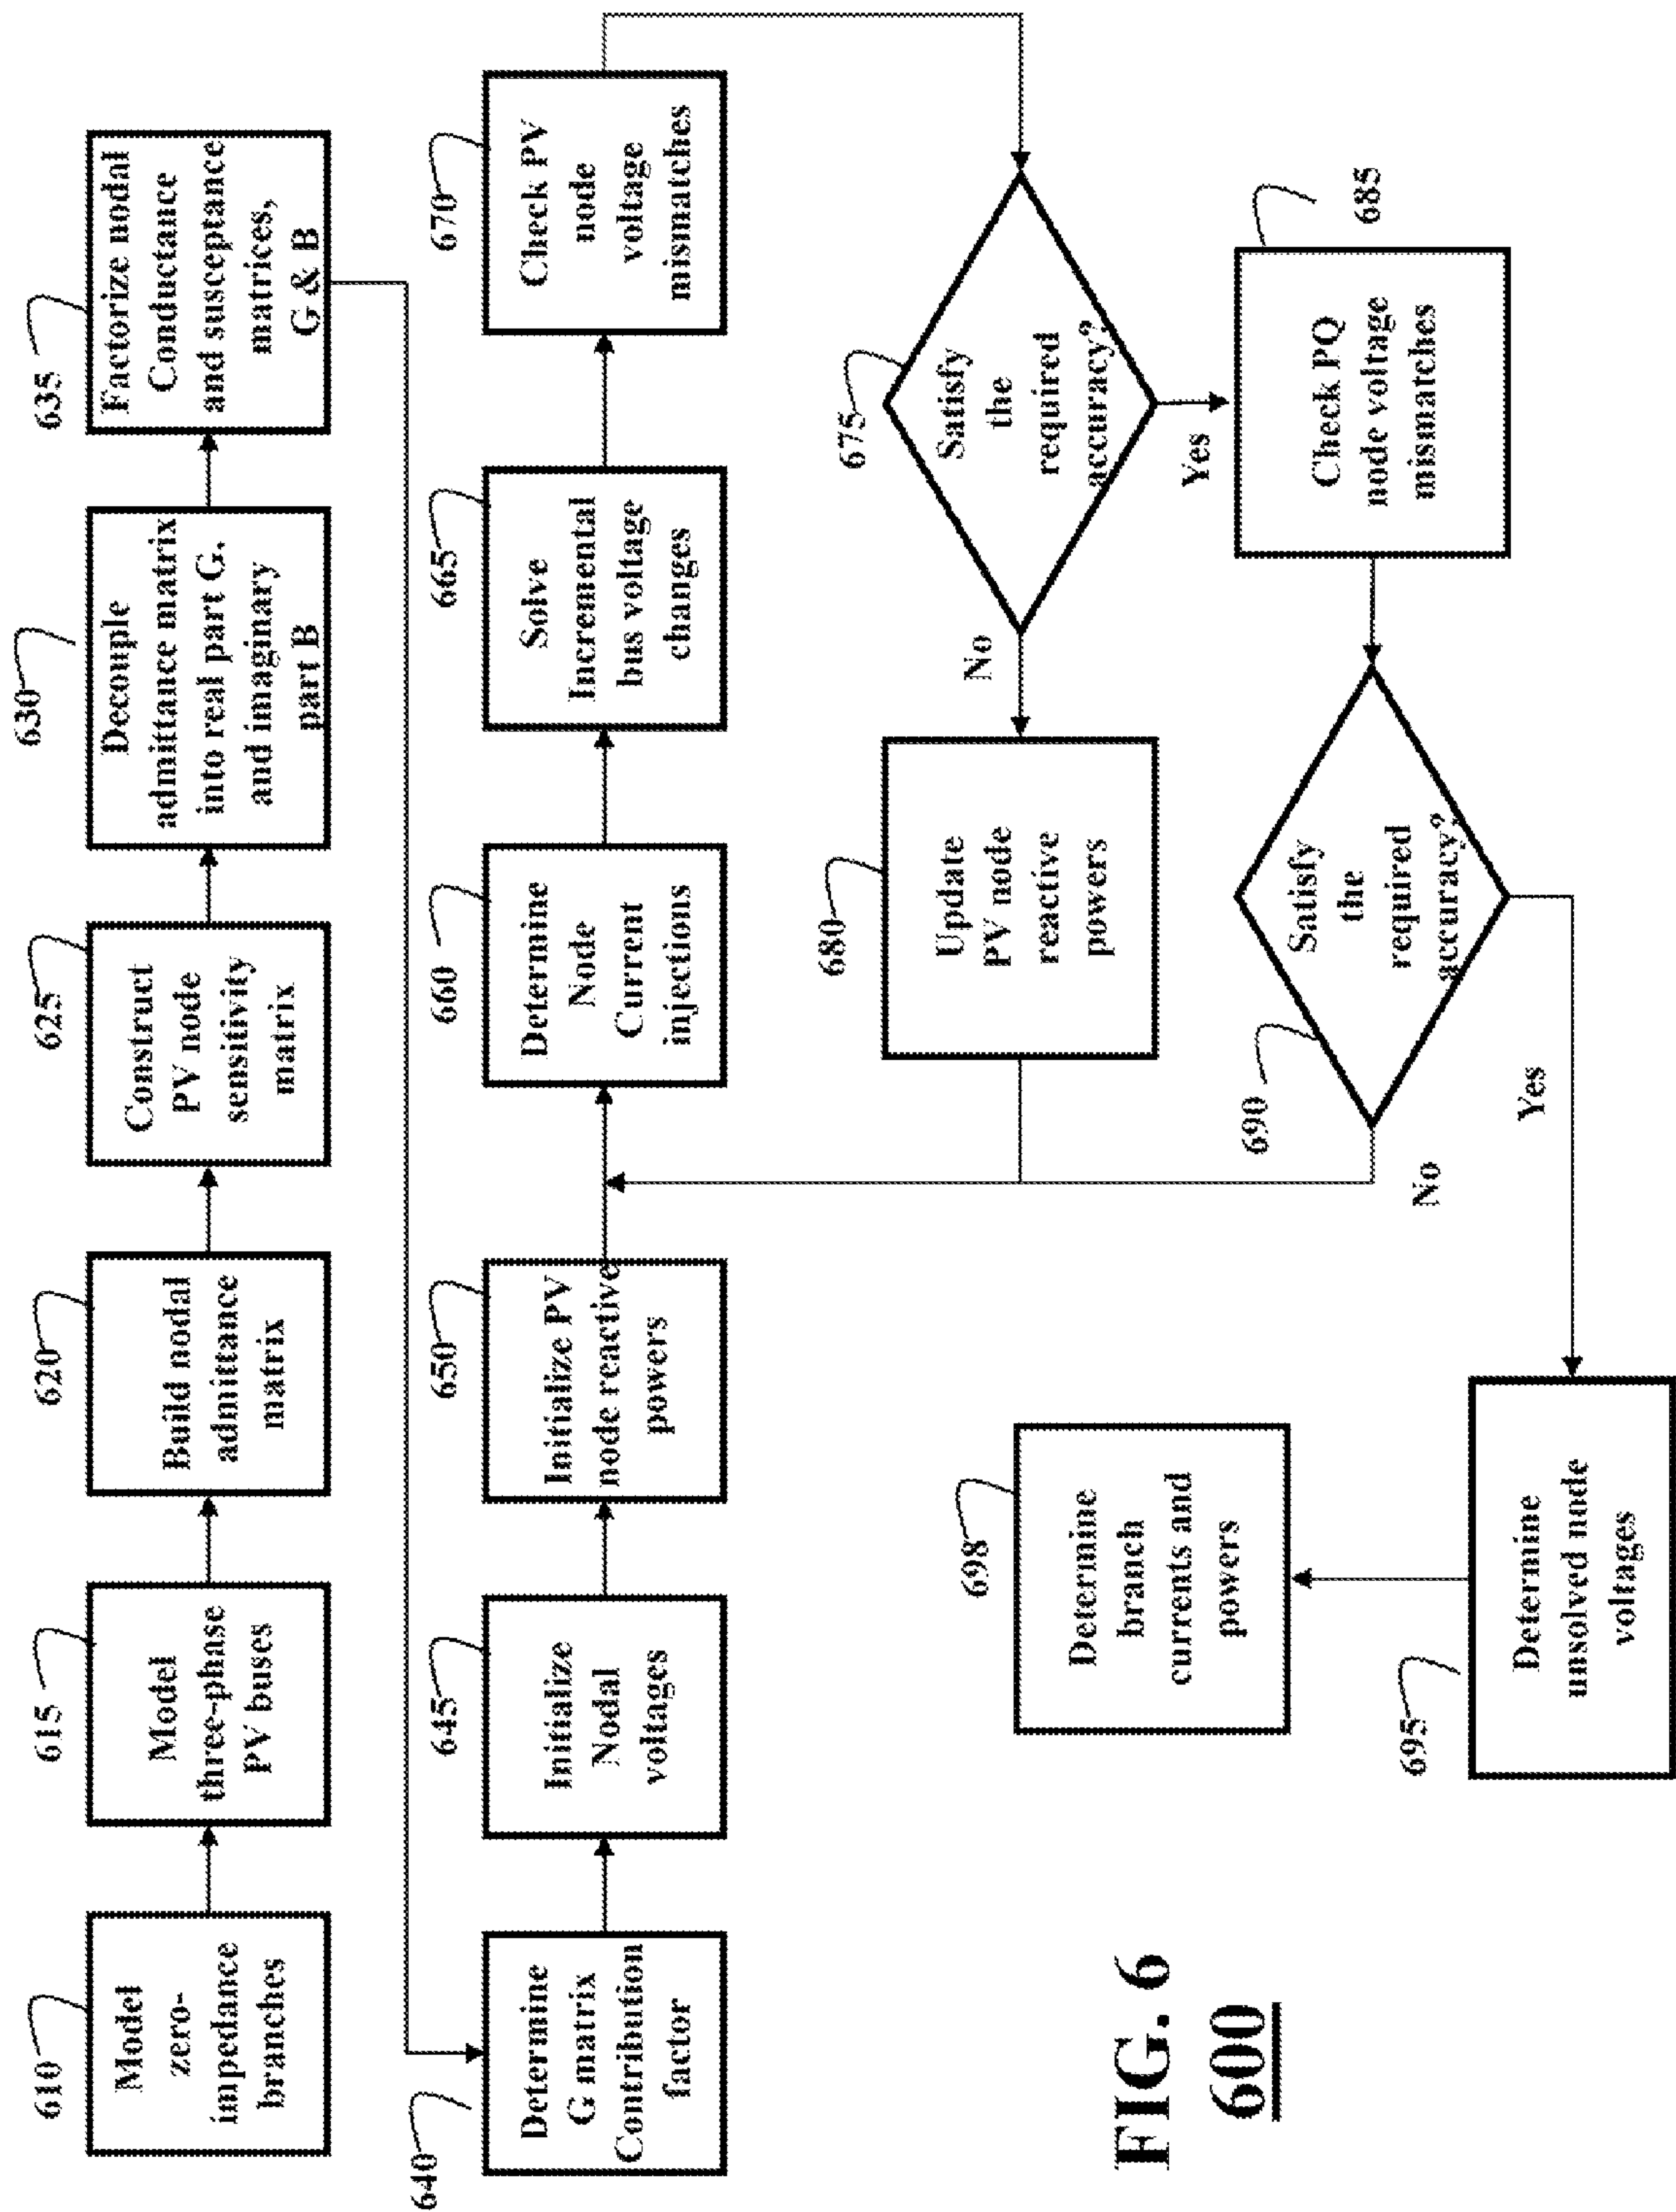 610
Model
zero-
impedance
branches
615
Model
three-phase
PV buses
620
Build nodal
admittance
matrix
625
Construct
PV node
sensitivity
matrix
630
Decouple
admittance matrix
into real part G,
and imaginary
part B
635
Factorize nodal
Conductance
and susceptance
matrices,
G & B
640
Determine
G matrix
Contribution
factor
645
Initialize
Nodal
voltages
650
Initialize PV
node reactive
powers
660
Determine
Node
Current
injections
665
Solve
Incremental
bus voltage
changes
670
Check PV
node
voltage
mismatches
675
Satisfy
the
required
accuracy?
No
Yes
680
Update
PV node
reactive
powers
685
Check PQ
node voltage
mismatches
690
Satisfy
the
required
accuracy?
No
Yes
695
Determine
unsolved node
voltages
698
Determine
branch
currents and
powers
FIG. 6
600